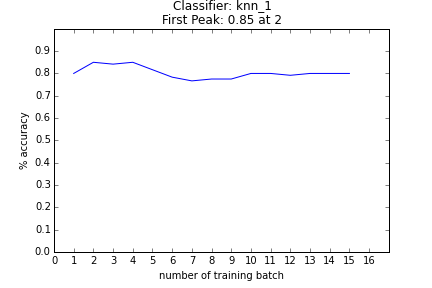 Classifier: knn_1
First Peak: 0.85 at 2
0.9
0.8
0.7
0.6
0.5
0.4
0.3
0.2
0.1
0.0
% accuracy
0 1 2 3 4 5 6 7 8 9 10 11 12 13 14 15 16
number of training batch